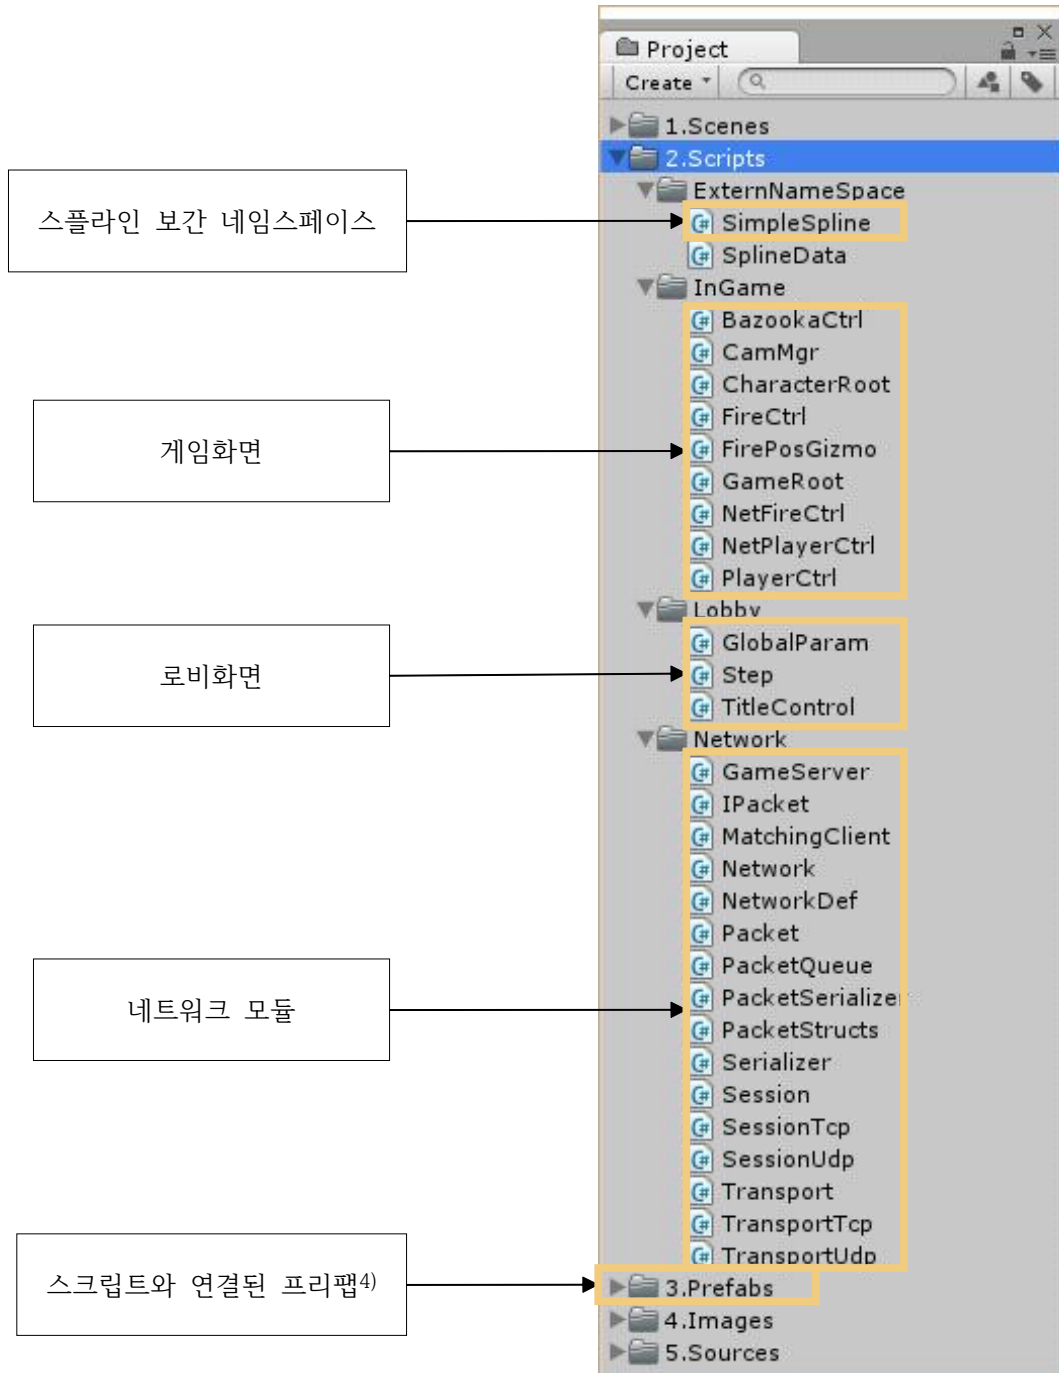 Project
Create
1.Scenes
2.Scripts
ExternNameSpace
스플라인 보간 네임스페이스
SimpleSpline
SplineData
InGame
BazookaCtrl
CamMgr
CharacterRoot
FireCtrl
게임화면
FirePosGizmo
GameRoot
NetFireCtrl
NetPlayerCtrl
PlayerCtrl
Lobby
GlobalParam
로비화면
Step
TitleControl
Network
GameServer
IPacket
MatchingClient
Network
NetworkDef
Packet
PacketQueue
네트워크 모듈
PacketSerializer
PacketStructs
Serializer
Session
SessionTcp
SessionUdp
Transport
TransportTcp
TransportUdp
스크립트와 연결된 프리팹4)
3.Prefabs
4.Images
5.Sources